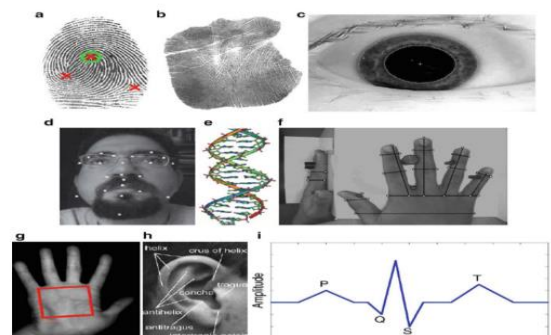 a
b
c
d
e
f
g
h
i
helix
crus of helix
tragus
concha
antihelix
antitragus
Amplitude
P
Q
S
T